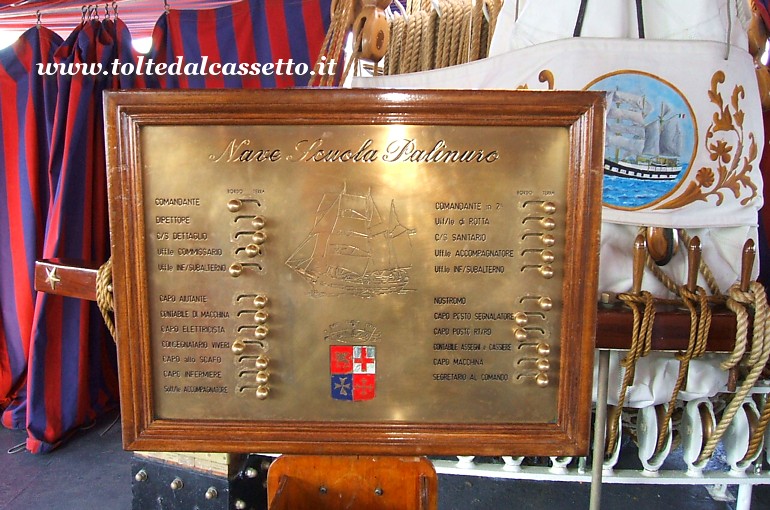 www.toltedalcassetto.it
Nave Scuola Palinuro
BORDO TERRA
COMANDANTE
DIRETTORE
C/S DETTAGLIO
Uff.le COMMISSARIO
Uff.le INF/SUBALTERNO
CAPO AIUTANTE
CONTABILE DI MACCHINA
CAPO ELETTRICISTA
CONSEGNATARIO VIVERI
CAPO allo SCAFO
CAPO INFERMIERE
Sott/le ACCOMPAGNATORE
BORDO TERRA
COMANDANTE in 2ª
Uff/le di ROTTA
C/S SANITARIO
Uff.le ACCOMPAGNATORE
Uff.le INF/SUBALTERNO
NOSTROMO
CAPO POSTO SEGNALATORE
CAPO POSTO RT/RD
CONTABILE ASSEGNI e CASSIERE
CAPO MACCHINA
SEGRETARIO AL COMANDO